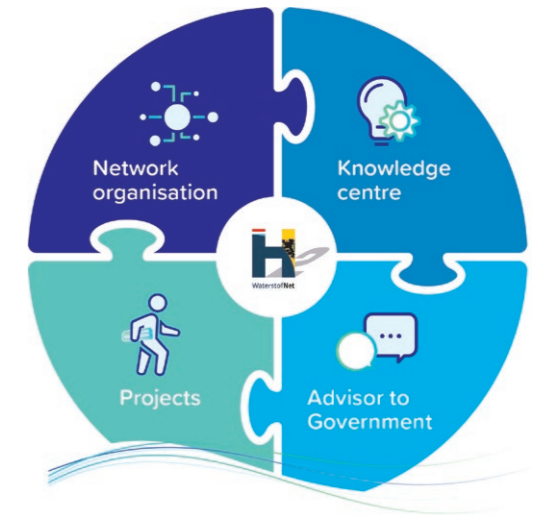 Network
organisation
Knowledge
centre
WaterstofNet
Projects
Advisor to
Government